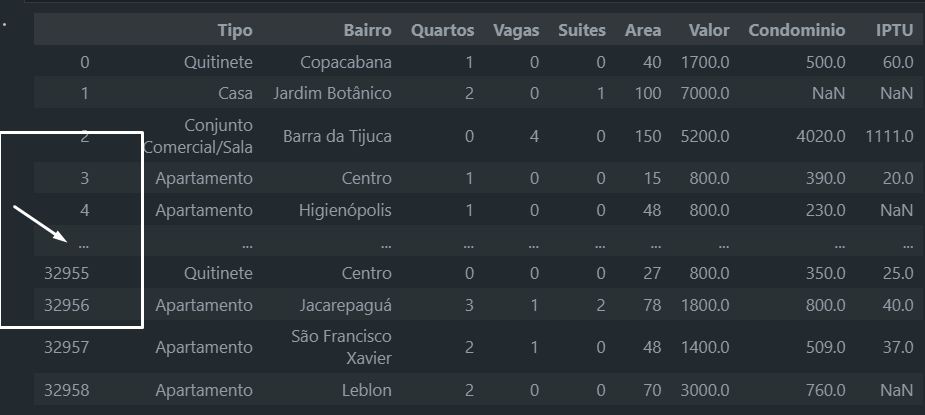 Tipo Bairro Quartos Vagas Suites Area Valor Condominio IPTU
0 Quitinete Copacabana 1 0 0 40 1700.0 500.0 60.0
1 Casa Jardim Botânico 2 0 1 100 7000.0 NaN NaN
2 Conjunto Comercial/Sala Barra da Tijuca 0 4 0 150 5200.0 4020.0 1111.0
3 Apartamento Centro 1 0 0 15 800.0 390.0 20.0
4 Apartamento Higienópolis 1 0 0 48 800.0 230.0 NaN
... ... ... ... ... ... ... ... ... ...
32955 Quitinete Centro 0 0 0 27 800.0 350.0 25.0
32956 Apartamento Jacarepaguá 3 1 2 78 1800.0 800.0 40.0
32957 Apartamento São Francisco Xavier 2 1 0 48 1400.0 509.0 37.0
32958 Apartamento Leblon 2 0 0 70 3000.0 760.0 NaN